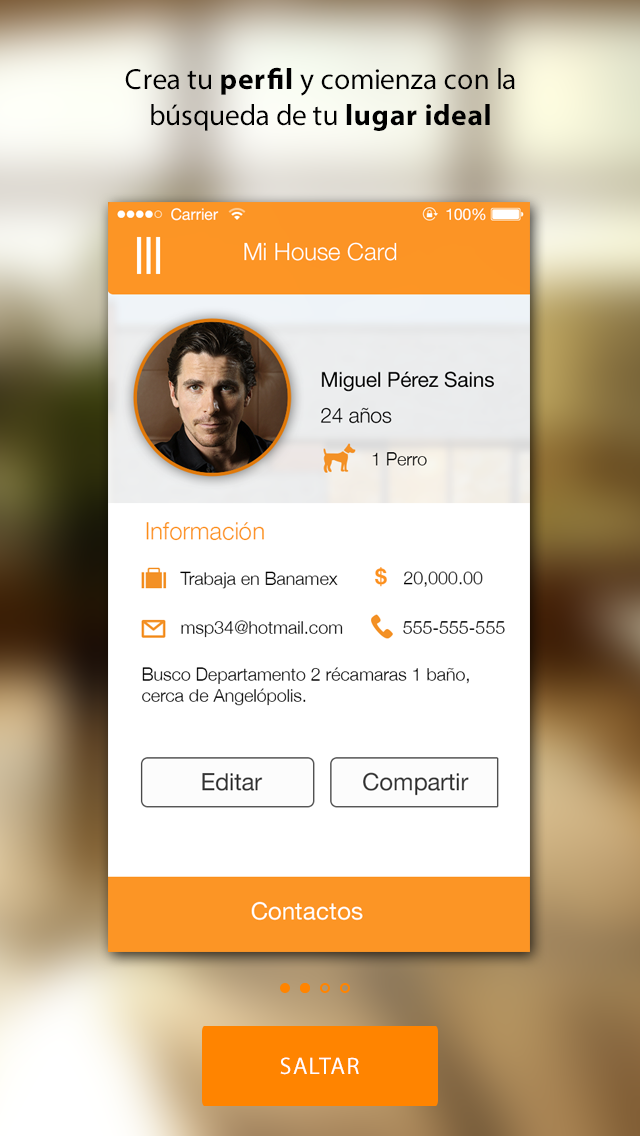 Crea tu perfil y comienza con la
búsqueda de tu lugar ideal
Carrier 100%
Mi House Card
Miguel Pérez Sains
24 años
1 Perro
Información
Trabaja en Banamex $ 20,000.00
msp34@hotmail.com 555-555-555
Busco Departamento 2 récamaras 1 baño,
cerca de Angelópolis.
Editar Compartir
Contactos
SALTAR